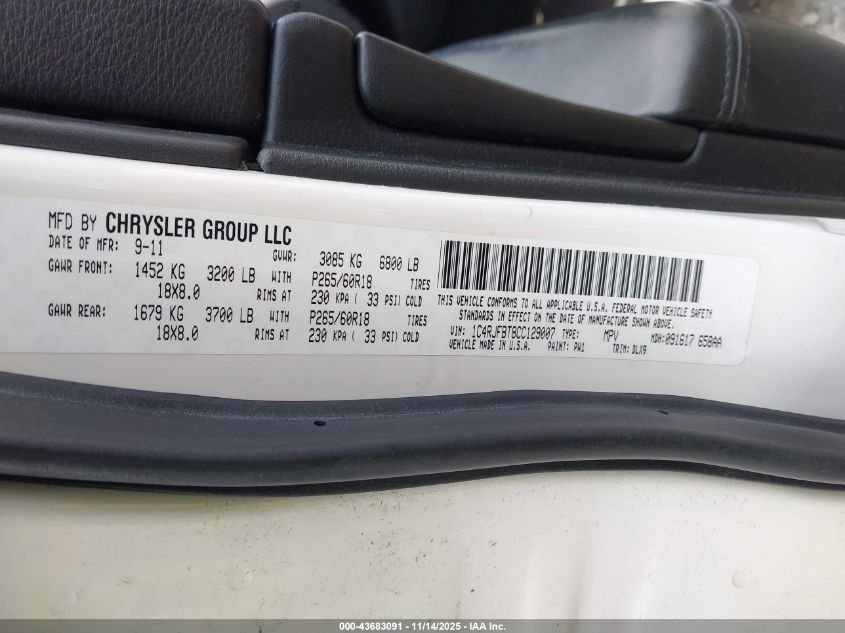 MFD BY CHRYSLER GROUP LLC
DATE OF MFR: 9-11 GVWR: 3085 KG 6800 LB
GAWR FRONT: 1452 KG 3200 LB WITH P265/60R18 TIRES
18X8.0 RIMS AT 230 KPA ( 33 PSI) COLD
GAWR REAR: 1679 KG 3700 LB WITH P265/60R18 TIRES
18X8.0 RIMS AT 230 KPA ( 33 PSI) COLD
THIS VEHICLE CONFORMS TO ALL APPLICABLE U.S.A. FEDERAL MOTOR VEHICLE SAFETY
STANDARDS IN EFFECT ON THE DATE OF MANUFACTURE SHOWN ABOVE.
VIN: 1C4RJFBT8CC129007 TYPE: MPV MDH:091617 658AA
VEHICLE MADE IN U.S.A. PAINT: PW1 TRIM: DLX9
000-43683091 - 11/14/2025 - IAA Inc.